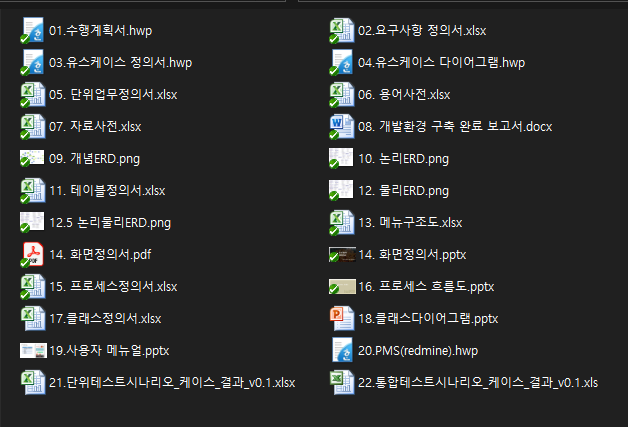 01.수행계획서.hwp
02.요구사항 정의서.xlsx
03.유스케이스 정의서.hwp
04.유스케이스 다이어그램.hwp
05. 단위업무정의서.xlsx
06. 용어사전.xlsx
07. 자료사전.xlsx
08. 개발환경 구축 완료 보고서.docx
09. 개념ERD.png
10. 논리ERD.png
11. 테이블정의서.xlsx
12. 물리ERD.png
12.5 논리물리ERD.png
13. 메뉴구조도.xlsx
14. 화면정의서.pdf
14. 화면정의서.pptx
15. 프로세스정의서.xlsx
16. 프로세스 흐름도.pptx
17.클래스정의서.xlsx
18.클래스다이어그램.pptx
19.사용자 메뉴얼.pptx
20.PMS(redmine).hwp
21.단위테스트시나리오_케이스_결과_v0.1.xlsx
22.통합테스트시나리오_케이스_결과_v0.1.xls